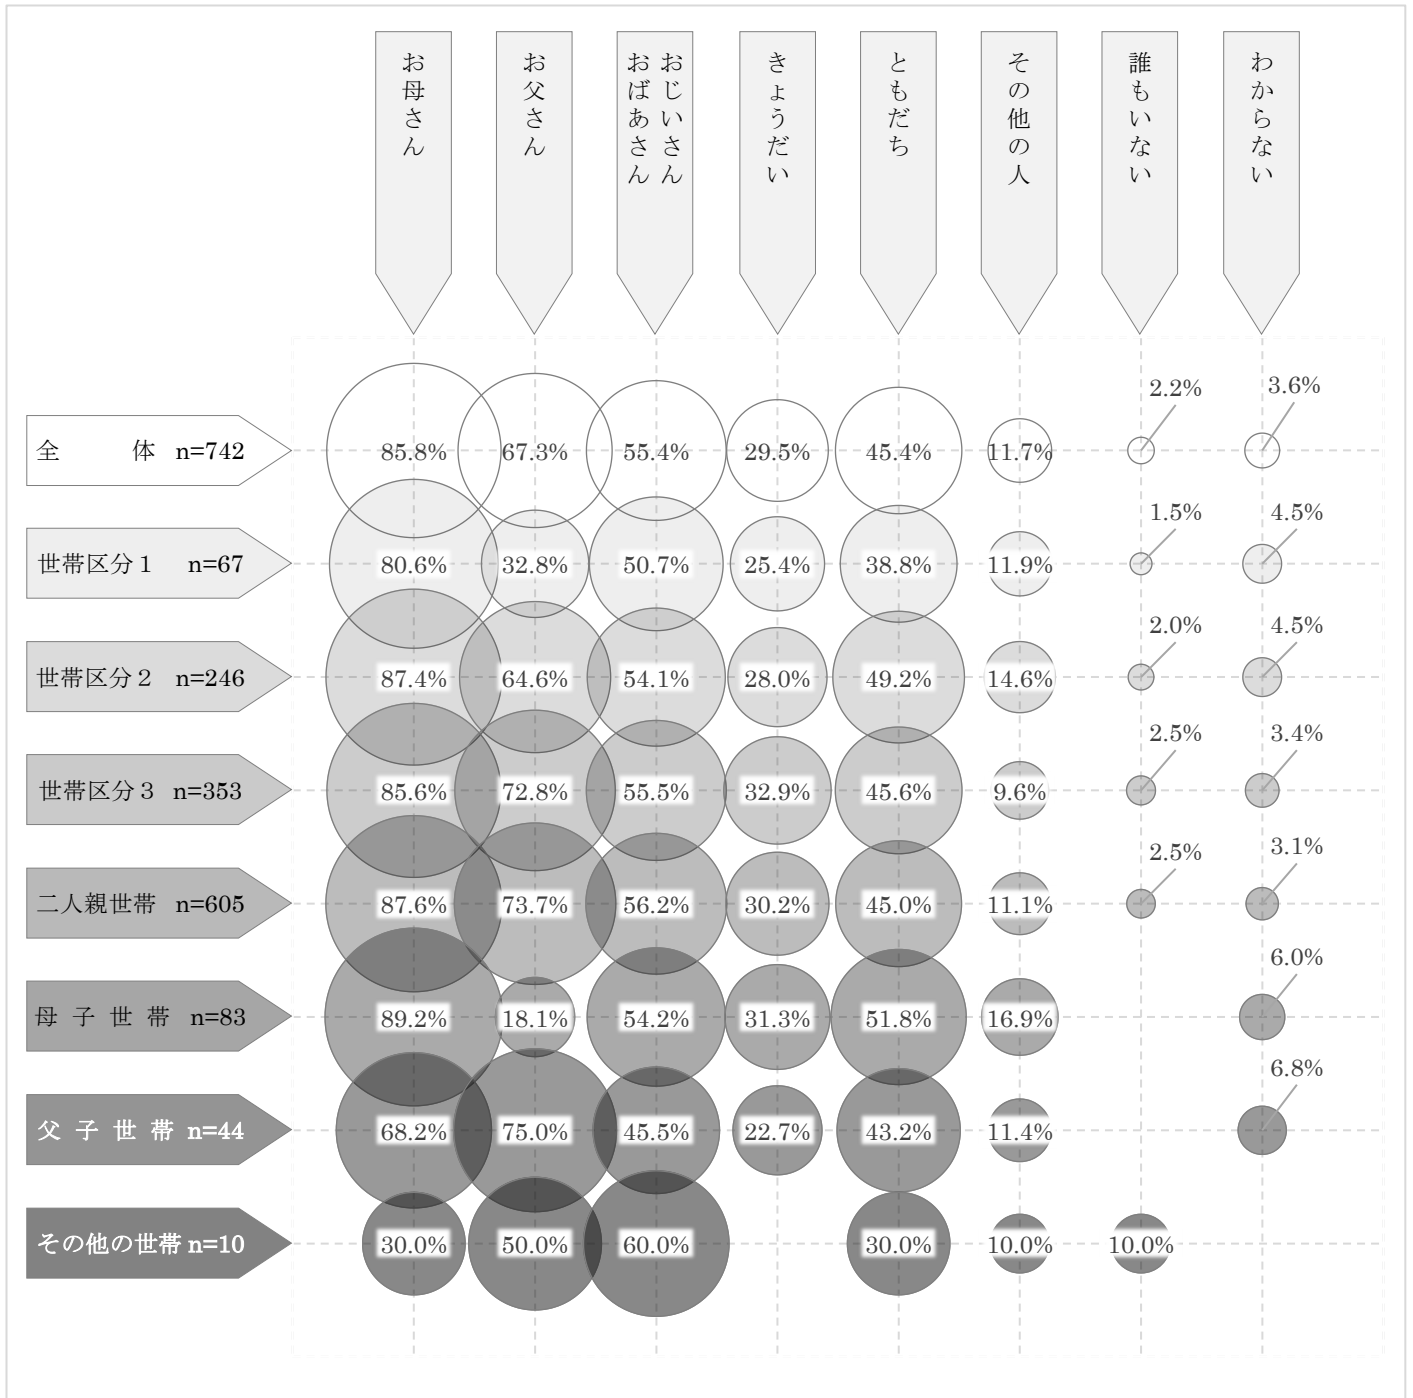 お母さん
お父さん
おじいさん
おばあさん
きょうだい
ともだち
その他の人
誰もいない
わからない
全 体 n=742
85.8% 67.3% 55.4% 29.5% 45.4% 11.7% 2.2% 3.6%
世帯区分１ n=67
80.6% 32.8% 50.7% 25.4% 38.8% 11.9% 1.5% 4.5%
世帯区分２ n=246
87.4% 64.6% 54.1% 28.0% 49.2% 14.6% 2.0% 4.5%
世帯区分３ n=353
85.6% 72.8% 55.5% 32.9% 45.6% 9.6% 2.5% 3.4%
二人親世帯 n=605
87.6% 73.7% 56.2% 30.2% 45.0% 11.1% 2.5% 3.1%
母 子 世 帯 n=83
89.2% 18.1% 54.2% 31.3% 51.8% 16.9% 6.0%
父 子 世 帯 n=44
68.2% 75.0% 45.5% 22.7% 43.2% 11.4% 6.8%
その他の世帯 n=10
30.0% 50.0% 60.0% 30.0% 10.0% 10.0%